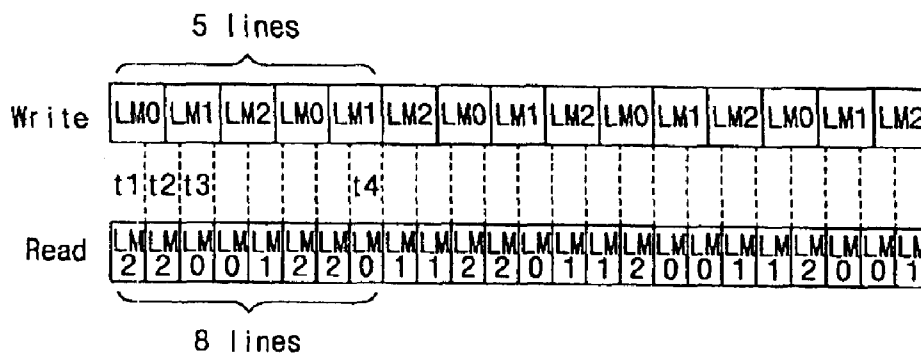 5 lines
Write LM0 LM1 LM2 LM0 LM1 LM2 LM0 LM1 LM2 LM0 LM1 LM2 LM0 LM1 LM2
t1 t2 t3 t4
Read LM LM LM LM LM LM LM LM LM LM LM LM LM LM LM LM LM LM LM LM LM LM LM LM
2 2 0 0 1 2 2 0 1 1 2 2 0 1 1 2 0 0 1 1 2 0 0 1
8 lines